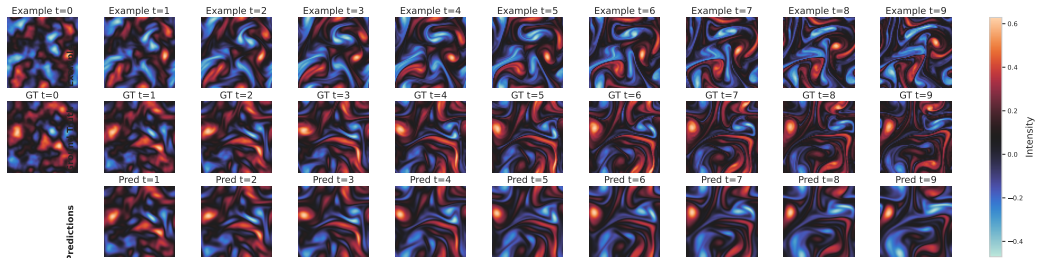 Example t=0 Example t=1 Example t=2 Example t=3 Example t=4 Example t=5 Example t=6 Example t=7 Example t=8 Example t=9
GT t=0 GT t=1 GT t=2 GT t=3 GT t=4 GT t=5 GT t=6 GT t=7 GT t=8 GT t=9
Pred t=1 Pred t=2 Pred t=3 Pred t=4 Pred t=5 Pred t=6 Pred t=7 Pred t=8 Pred t=9
Predictions
0.6
0.4
0.2
0.0
−0.2
−0.4
Intensity